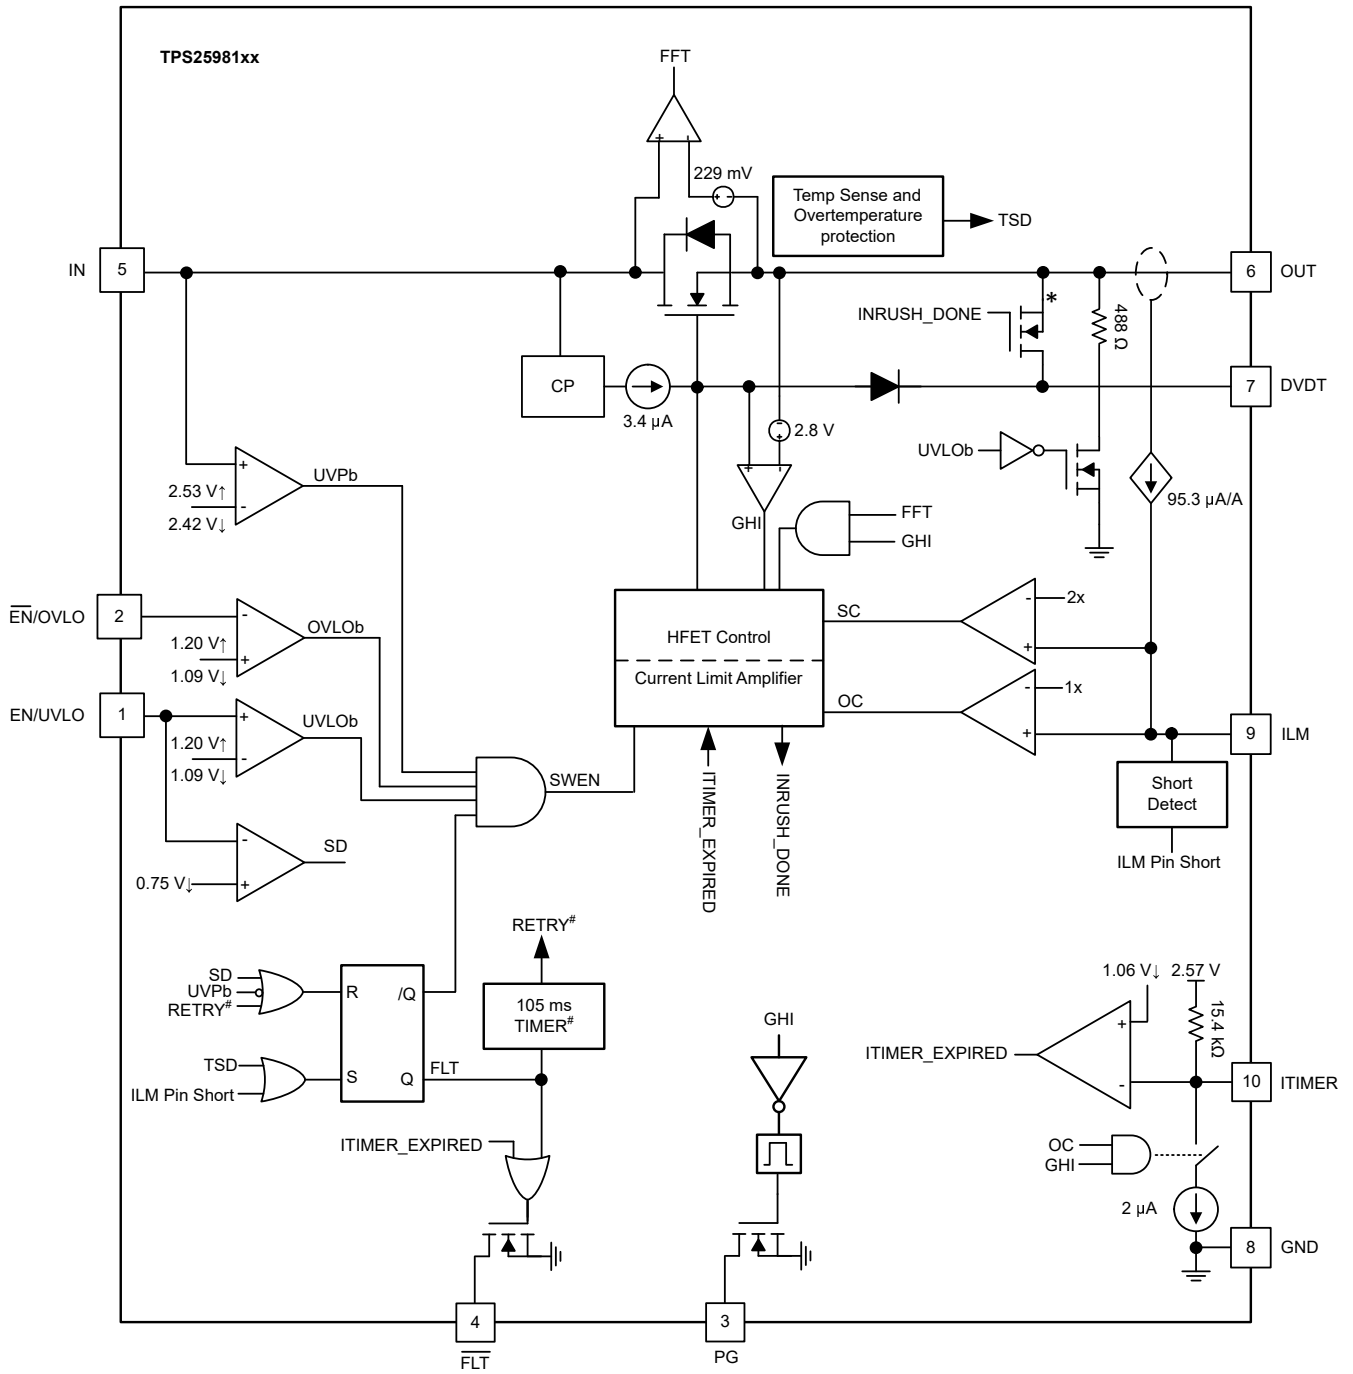 TPS25981xx
FFT
+
-
229 mV
+
-
Temp Sense and
Overtemperature
protection
TSD
IN
5
6
OUT
INRUSH_DONE
*
488 Ω
CP
3.4 µA
7
DVDT
-
+
2.8 V
UVLOb
+
-
GHI
FFT
GHI
95.3 µA/A
+
-
UVPb
2.53 V↑
2.42 V↓
EN/OVLO
2
-
+
OVLOb
1.20 V↑
1.09 V↓
HFET Control
Current Limit Amplifier
SC
-
2x
+
OC
-
1x
+
EN/UVLO
1
+
-
UVLOb
1.20 V↑
1.09 V↓
9
ILM
SWEN
ITIMER_EXPIRED
INRUSH_DONE
Short
Detect
ILM Pin Short
-
+
SD
0.75 V↓
RETRY#
105 ms
TIMER#
SD
UVPb
RETRY#
R
/Q
TSD
ILM Pin Short
S
Q
FLT
ITIMER_EXPIRED
GHI
1.06 V↓
2.57 V
15.4 kΩ
+
-
ITIMER_EXPIRED
10
ITIMER
OC
GHI
2 µA
8
GND
4
FLT
3
PG